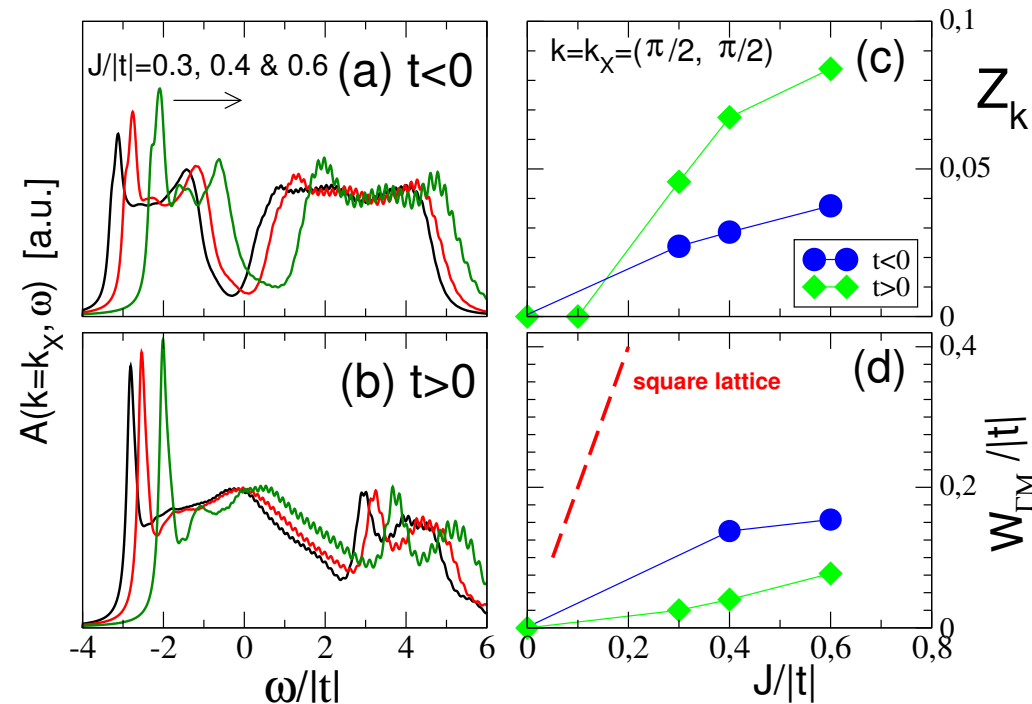 J/|t|=0.3, 0.4 & 0.6
(a) t<0
(b) t>0
A(k=k_X, ω) [a.u.]
-4 -2 0 2 4 6
ω/|t|
k=k_X=(π/2, π/2)
(c)
0,1
Z_k
0,05
t<0
t>0
0
square lattice
(d)
0,4
W_ΓM /|t|
0,2
0
0 0,2 0,4 0,6 0,8
J/|t|